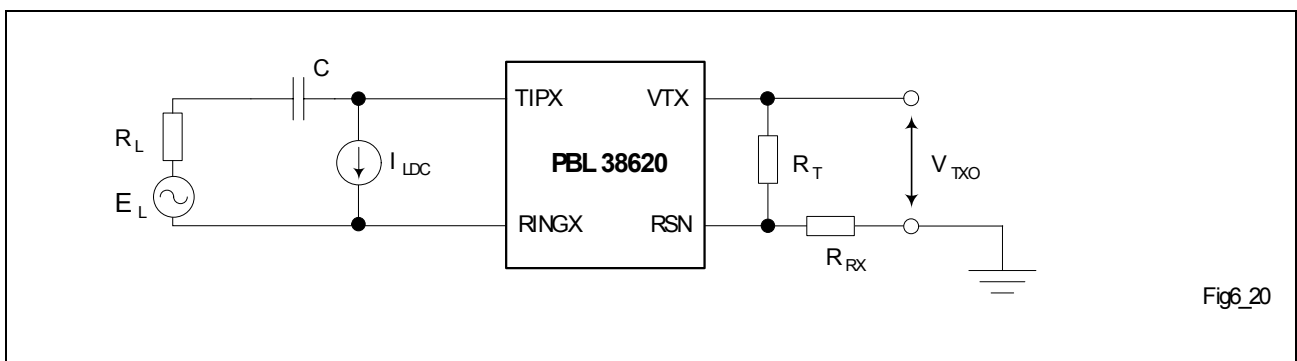 C
TIPX
VTX
R L
I LDC
PBL 38620
R T
V TXO
E L
RINGX
RSN
R RX
Fig6_20